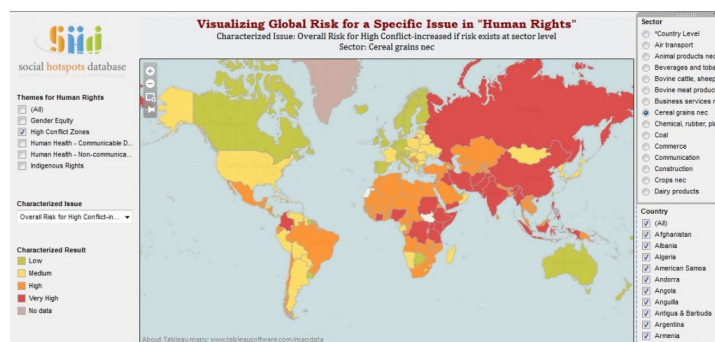 Siid
social hotspots database
Themes for Human Rights
(All)
Gender Equity
High Conflict Zones
Human Health - Communicable D...
Human Health - Non-communica...
Indigenous Rights
Characterized Issue
Overall Risk for High Conflict-in...
Characterized Result
Low
Medium
High
Very High
No data
Visualizing Global Risk for a Specific Issue in "Human Rights"
Characterized Issue: Overall Risk for High Conflict-increased if risk exists at sector level
Sector: Cereal grains nec
About Tableau maps: www.tableausoftware.com/mapdata
Sector
*Country Level
Air transport
Animal products nec
Beverages and toba
Bovine cattle, sheep
Bovine meat produc
Business services n
Cereal grains nec
Chemical, rubber, pl
Coal
Commerce
Communication
Construction
Crops nec
Dairy products
Country
(All)
Afghanistan
Albania
Algeria
American Samoa
Andorra
Angola
Anguilla
Antigua & Barbuda
Argentina
Armenia